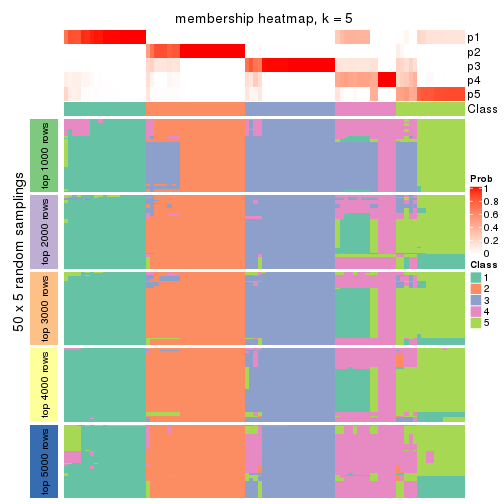 membership heatmap, k = 5
p1
p2
p3
p4
p5
Class
50 x 5 random samplings
top 1000 rows
top 2000 rows
top 3000 rows
top 4000 rows
top 5000 rows
Prob
1
0.8
0.6
0.4
0.2
0
Class
1
2
3
4
5